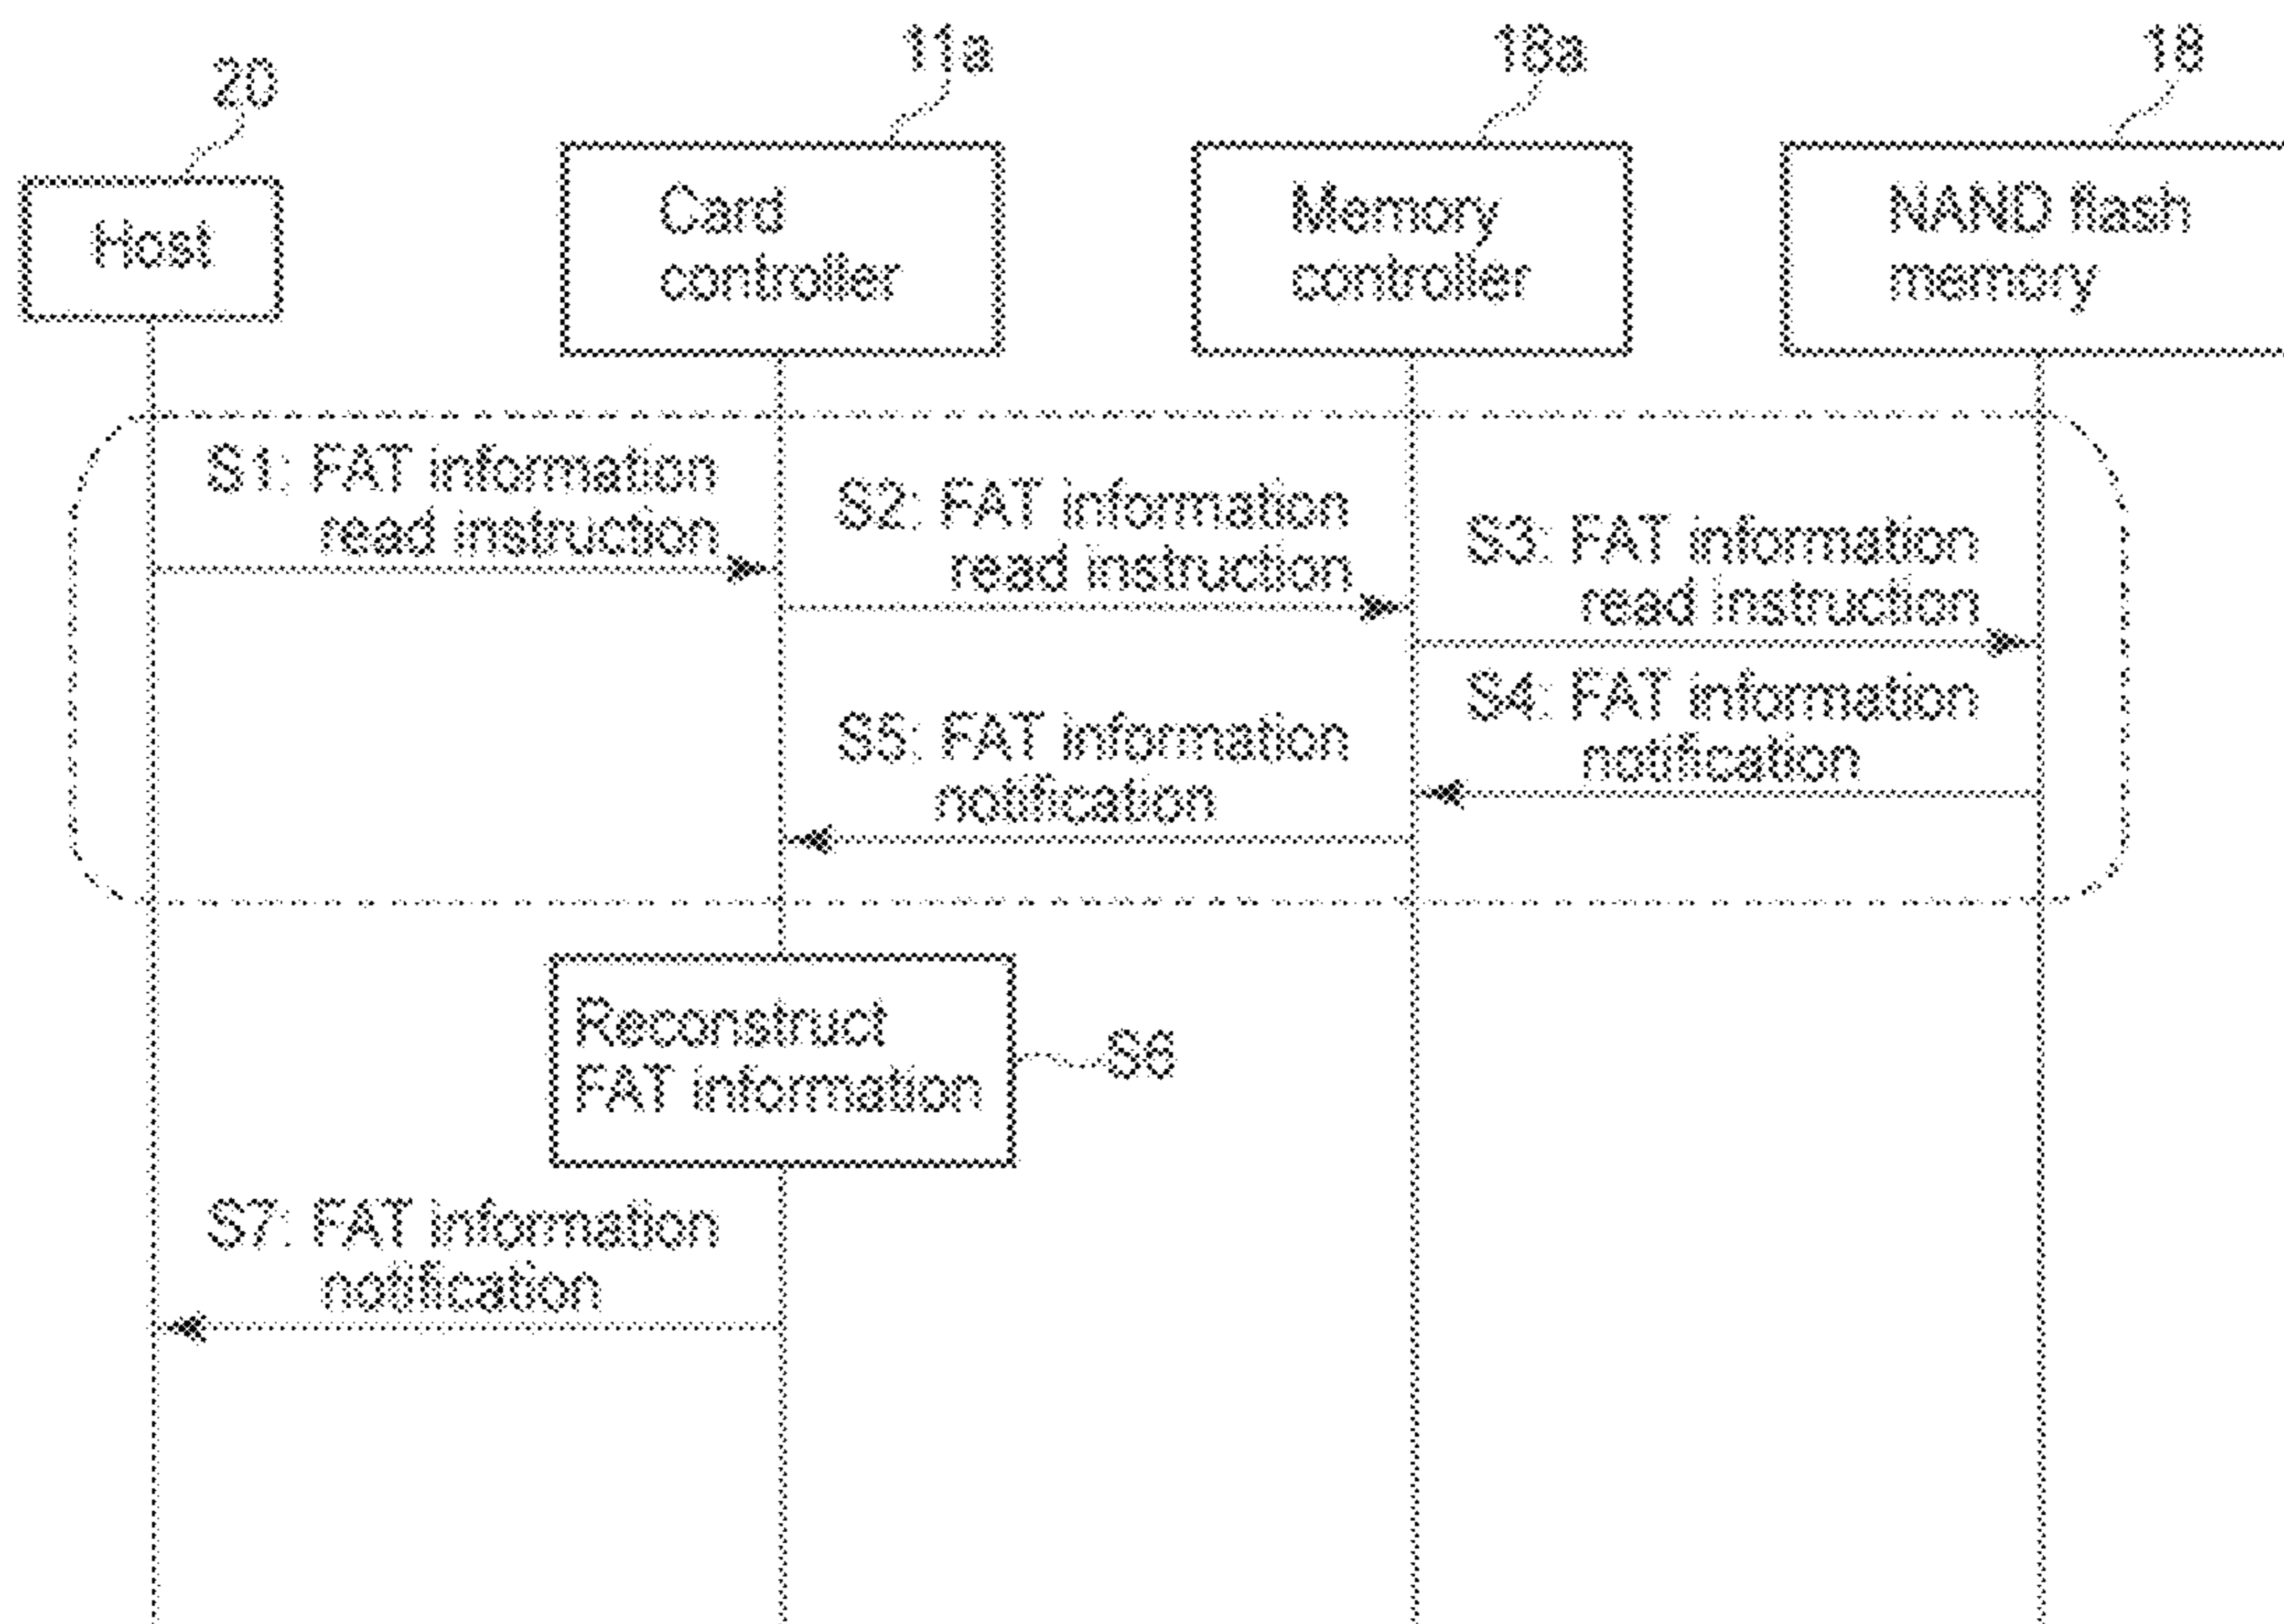 20
11a
18a
18
Host
Card
controller
Memory
controller
NAND flash
memory
S1: FAT information
read instruction
S2: FAT information
read instruction
S3: FAT information
read instruction
S4: FAT information
notification
S5: FAT information
notification
Reconstruct
FAT information
S6
S7: FAT information
notification